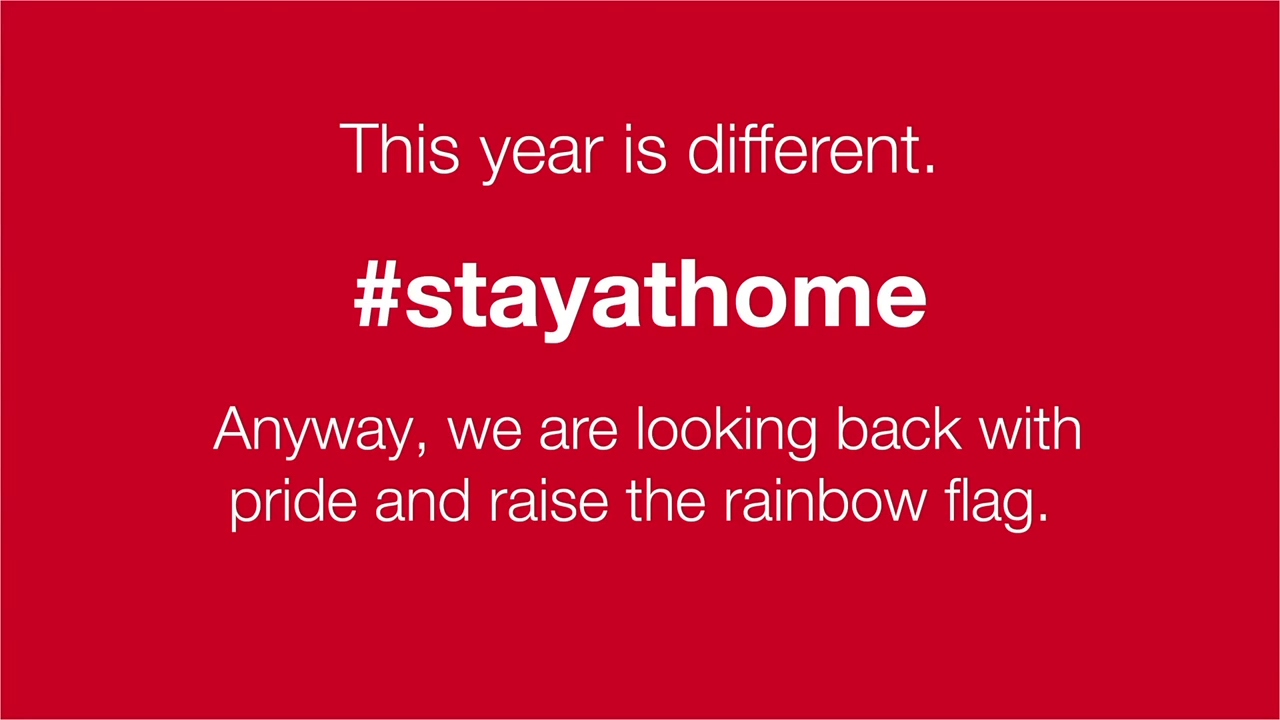 This year is different.
#stayathome
Anyway, we are looking back with
pride and raise the rainbow flag.